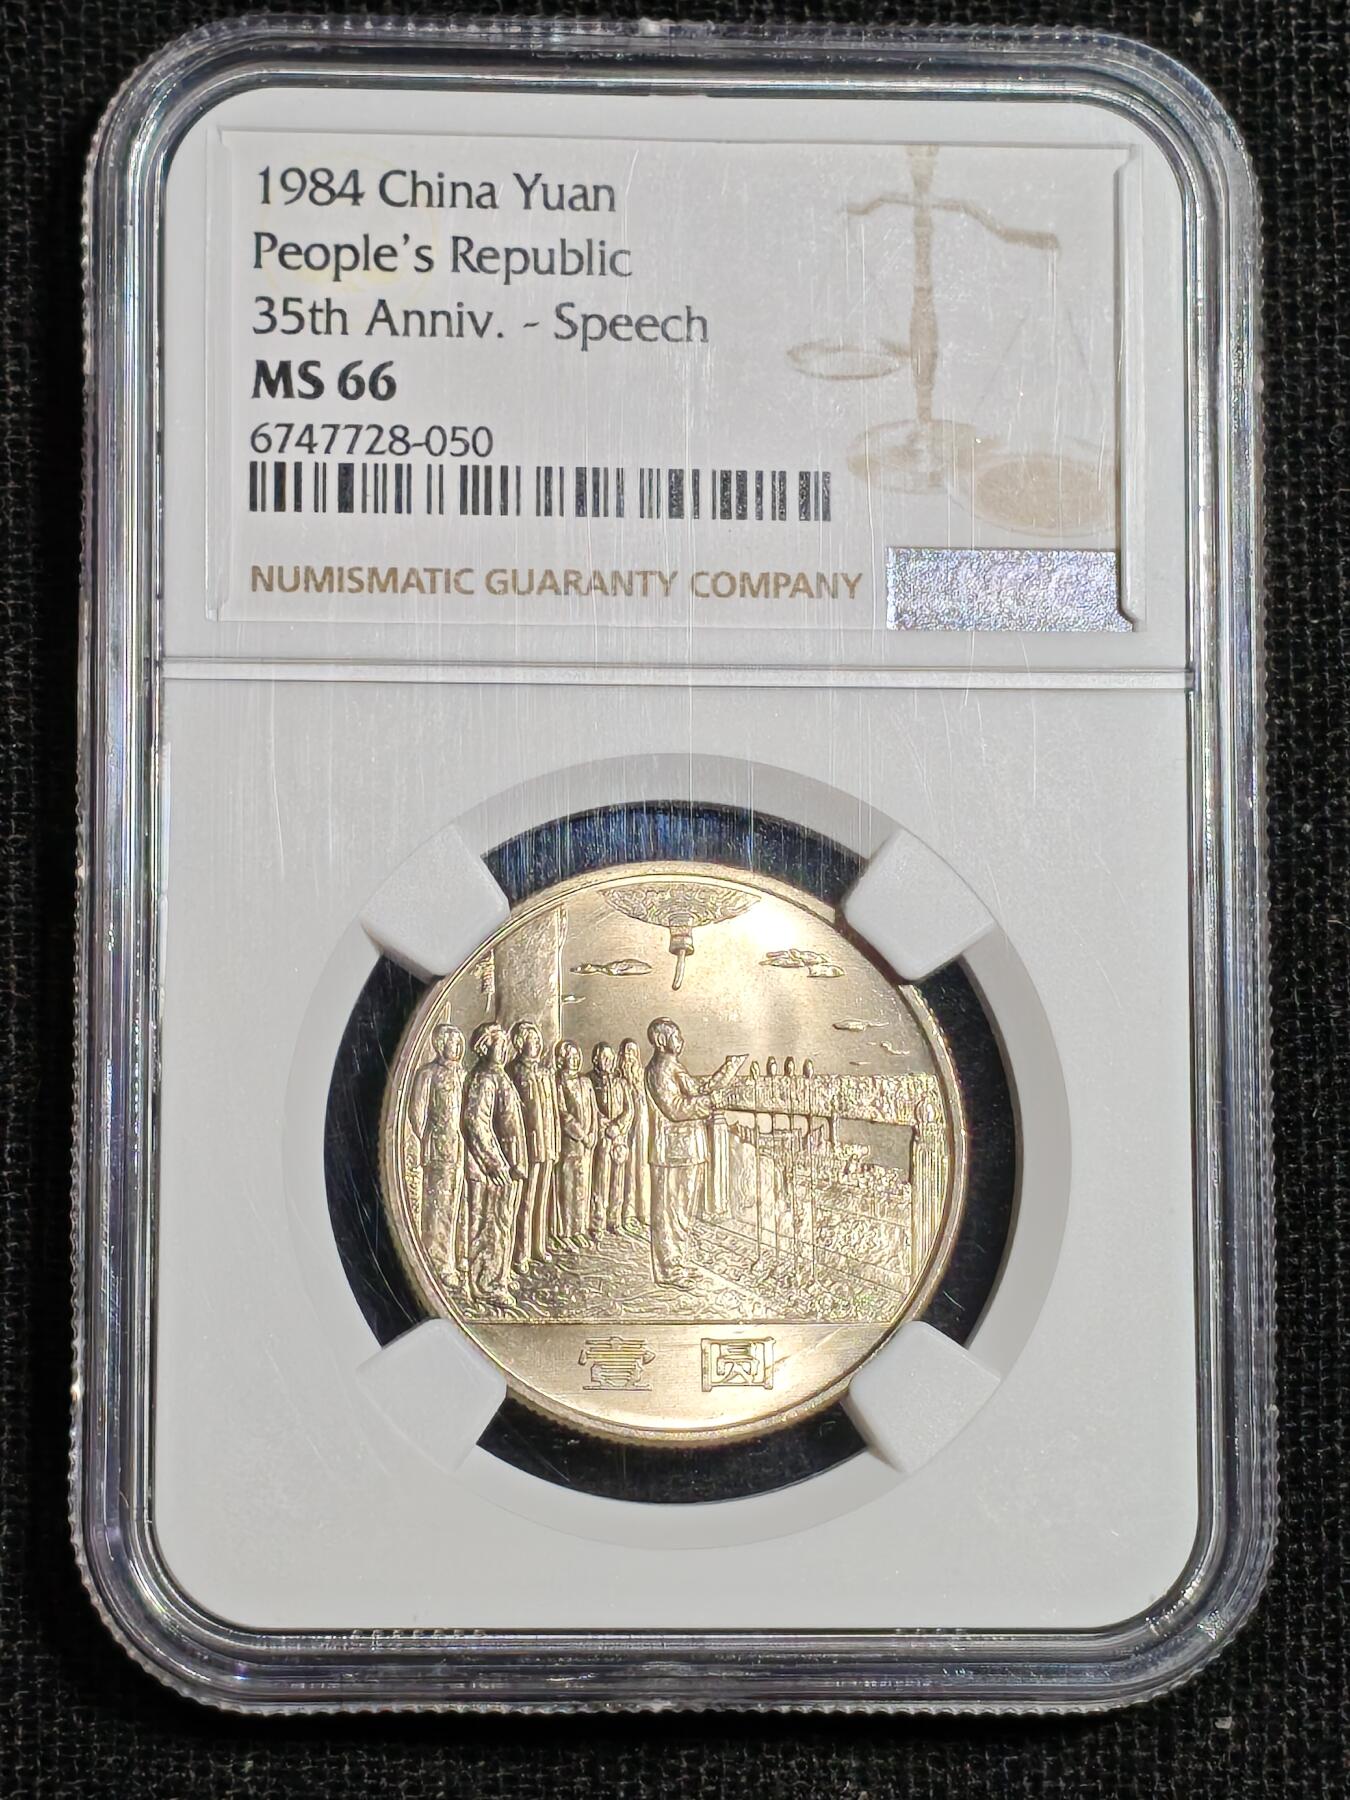 1984 China Yuan
People's Republic
35th Anniv. - Speech
MS 66
6747728-050
NUMISMATIC GUARANTY COMPANY
壹 圆